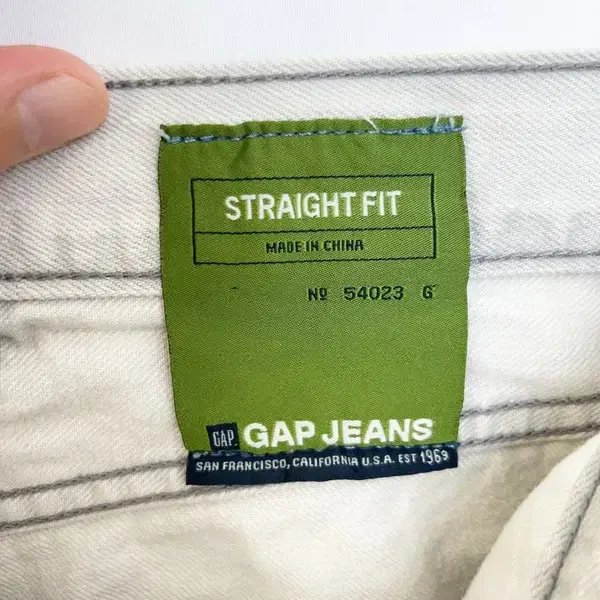 STRAIGHT FIT
MADE IN CHINA
Nº 54023 G
GAP GAP JEANS
SAN FRANCISCO, CALIFORNIA U.S.A. EST 1969